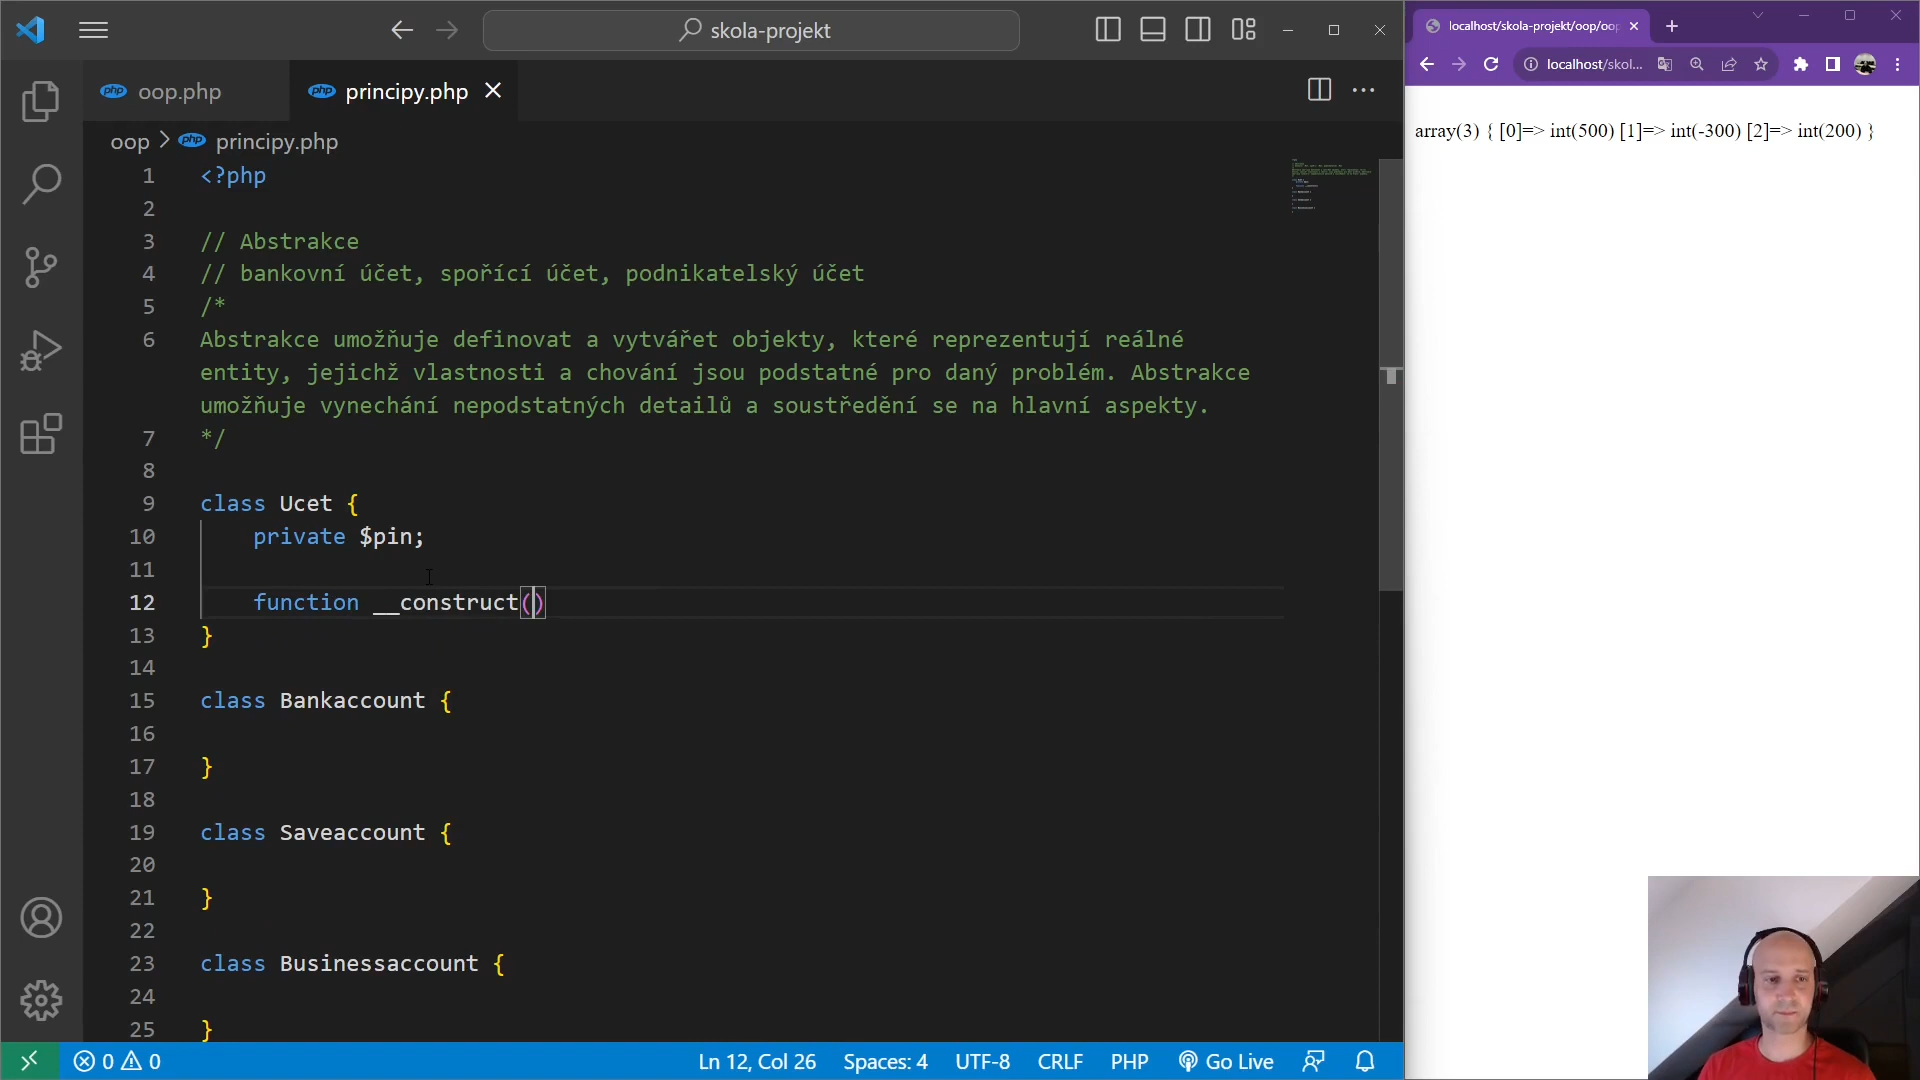 skola-projekt
localhost/skola-projekt/oop/oop
oop.php
principy.php
localhost/skol...
oop > principy.php
array(3) { [0]=> int(500) [1]=> int(-300) [2]=> int(200) }
1 <?php
2
3 // Abstrakce
4 // bankovní účet, spořící účet, podnikatelský účet
5 /*
6 Abstrakce umožňuje definovat a vytvářet objekty, které reprezentují reálné
entity, jejichž vlastnosti a chování jsou podstatné pro daný problém. Abstrakce
umožňuje vynechání nepodstatných detailů a soustředění se na hlavní aspekty.
7 */
8
9 class Ucet {
10 private $pin;
11
12 function __construct()
13 }
14
15 class Bankaccount {
16
17 }
18
19 class Saveaccount {
20
21 }
22
23 class Businessaccount {
24
25 }
0 0 Ln 12, Col 26 Spaces: 4 UTF-8 CRLF PHP Go Live